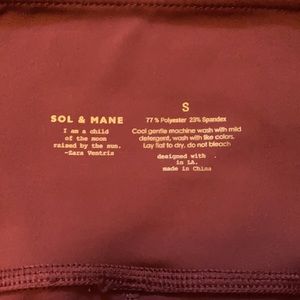 SOL & MANE
I am a child
of the moon
raised by the sun.
-Zara Ventris
S
77% Polyester 23% Spandex
Cool gentle machine wash with mild
detergent, wash with like colors.
Lay flat to dry, do not bleach
designed with
in LA.
made in China